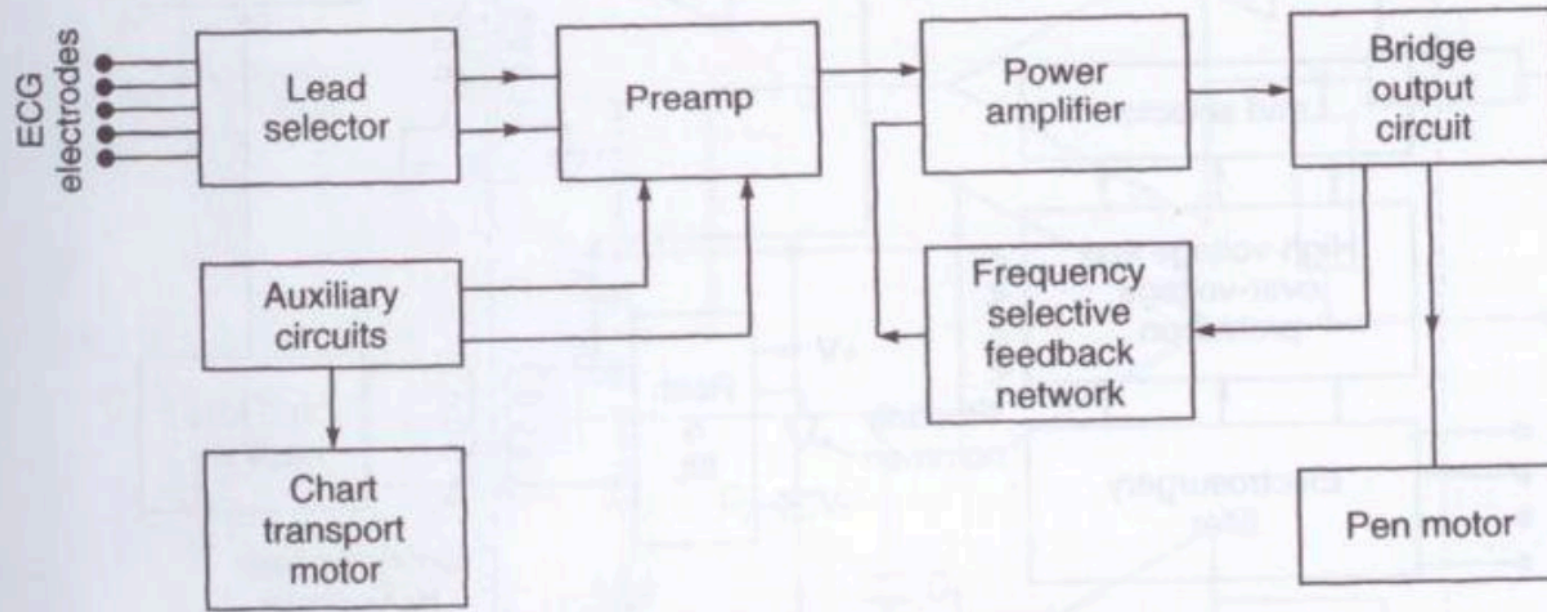 ECG
electrodes
Lead
selector
Preamp
Power
amplifier
Bridge
output
circuit
Auxiliary
circuits
Frequency
selective
feedback
network
Chart
transport
motor
Pen motor